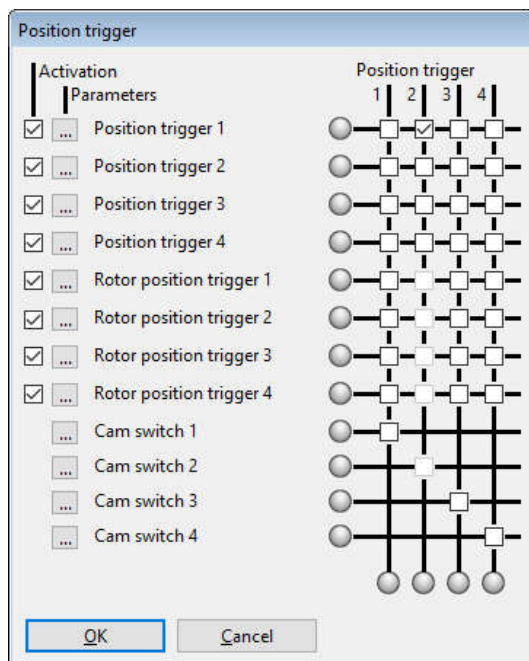 Position trigger
Activation
Position trigger
Parameters
1 2 3 4
... Position trigger 1
... Position trigger 2
... Position trigger 3
... Position trigger 4
... Rotor position trigger 1
... Rotor position trigger 2
... Rotor position trigger 3
... Rotor position trigger 4
... Cam switch 1
... Cam switch 2
... Cam switch 3
... Cam switch 4
OK Cancel